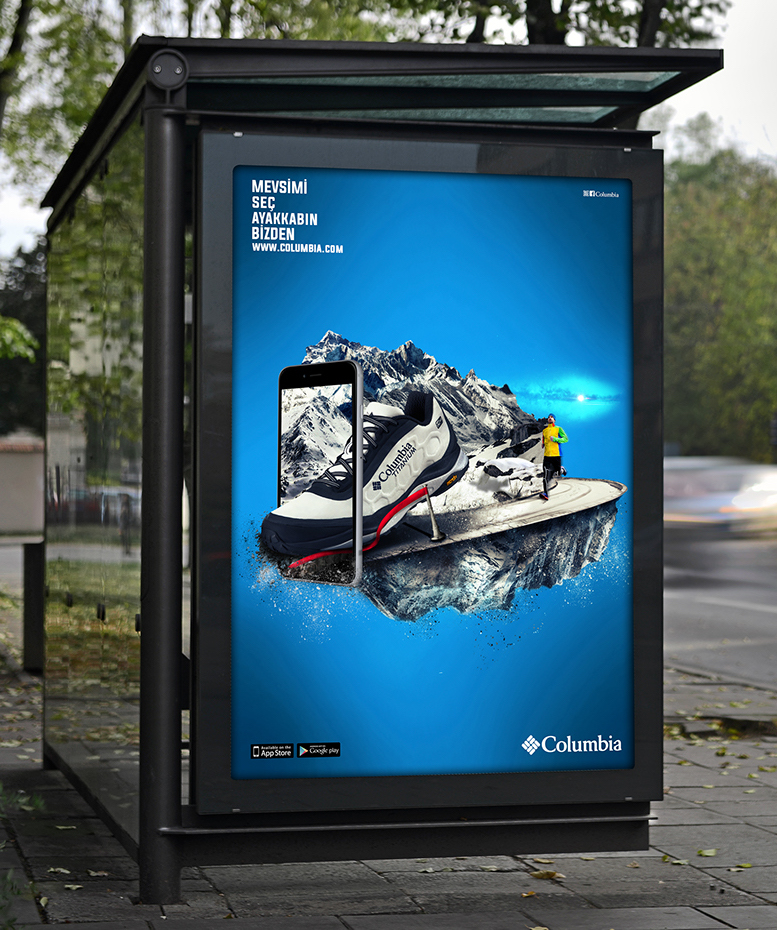 MEVSİMİ
SEÇ
AYAKKABIN
BİZDEN
WWW.COLUMBIA.COM
Columbia
Columbia
TITANIUM
Available on the
App Store
Google play
Columbia